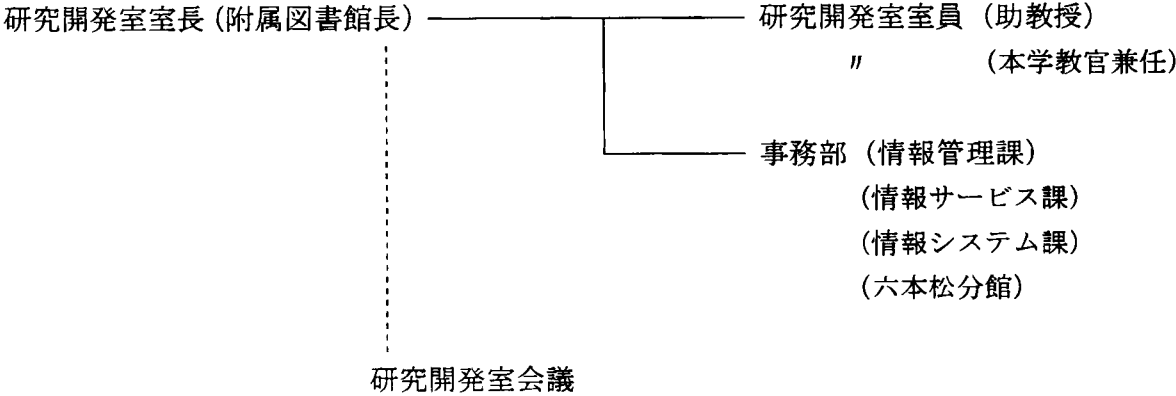 研究開発室室長(附属図書館長)
研究開発室室員(助教授)
〃 (本学教官兼任)
事務部(情報管理課)
(情報サービス課)
(情報システム課)
(六本松分館)
研究開発室会議